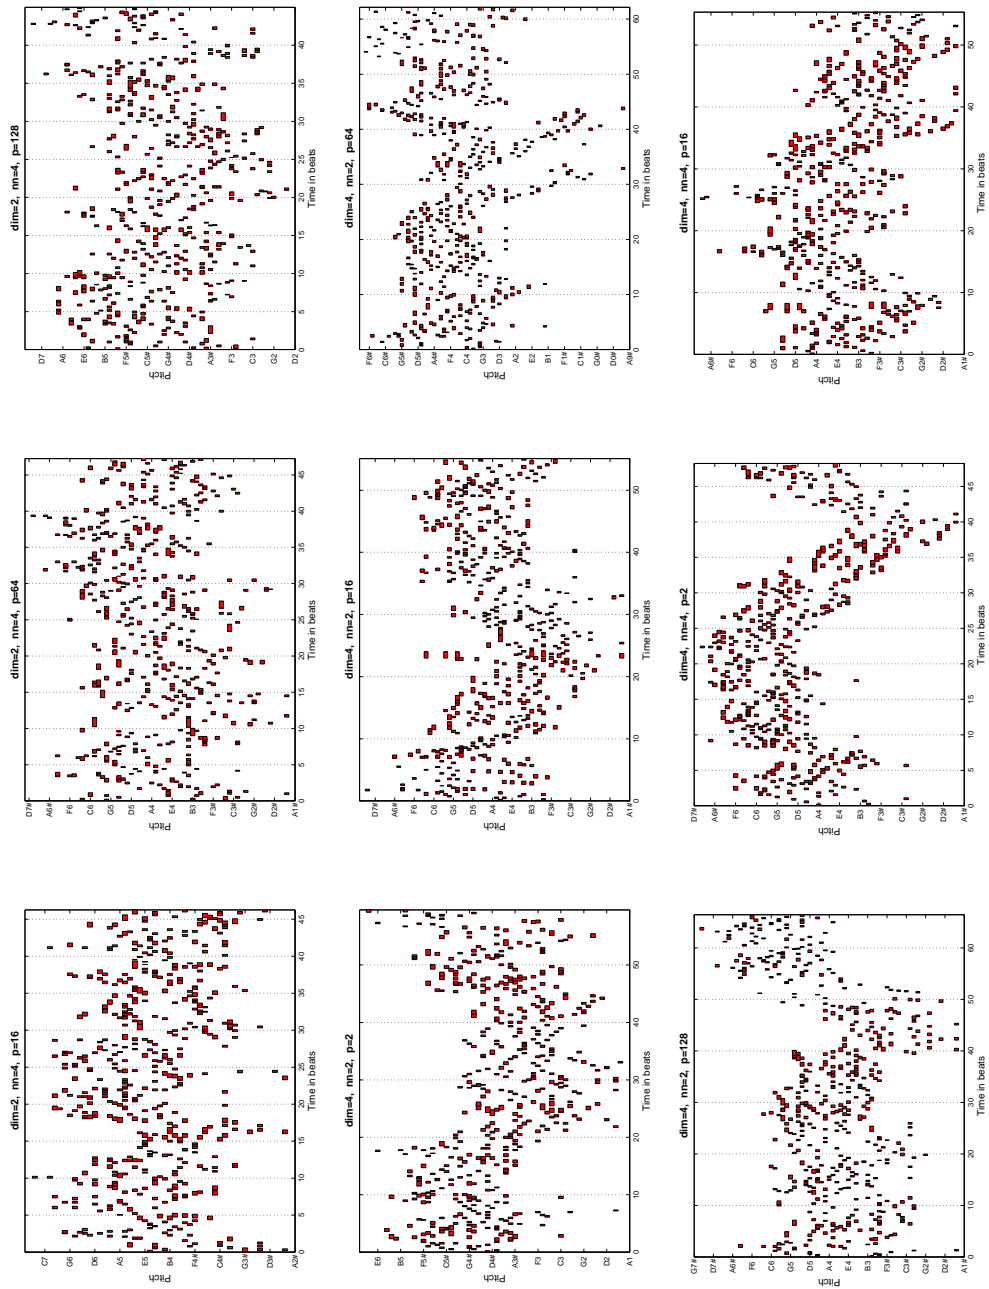 dim=2, nn=4, p=16
Pitch
C7
G6
D6
A5
E5
B4
F4#
C4#
G3#
D3#
A2#
0 5 10 15 20 25 30 35 40 45
Time in beats
dim=2, nn=4, p=64
Pitch
D7#
A6#
F6
C6
G5
D5
A4
E4
B3
F3#
C3#
G2#
D2#
A1#
0 5 10 15 20 25 30 35 40 45
Time in beats
dim=2, nn=4, p=128
Pitch
D7
A6
E6
B5
F5#
C5#
G4#
D4#
A3#
F3
C3
G2
D2
0 5 10 15 20 25 30 35 40
Time in beats
dim=4, nn=2, p=2
Pitch
E6
B5
F5#
C5#
G4#
D4#
A3#
F3
C3
G2
D2
A1
0 10 20 30 40 50
Time in beats
dim=4, nn=2, p=16
Pitch
D7#
A6#
F6
C6
G5
D5
A4
E4
B3
F3#
C3#
G2#
D2#
A1#
0 10 20 30 40 50
Time in beats
dim=4, nn=2, p=64
Pitch
F6#
C6#
G5#
D5#
A4#
F4
C4
G3
D3
A2
E2
B1
F1#
C1#
G0#
D0#
A9#
0 10 20 30 40 50 60
Time in beats
dim=4, nn=2, p=128
Pitch
G7#
D7#
A6#
F6
C6
G5
D5
A4
E4
B3
F3#
C3#
G2#
D2#
A1#
0 10 20 30 40 50 60
Time in beats
dim=4, nn=4, p=2
Pitch
D7#
A6#
F6
C6
G5
D5
A4
E4
B3
F3#
C3#
G2#
D2#
A1#
0 5 10 15 20 25 30 35 40 45
Time in beats
dim=4, nn=4, p=16
Pitch
A6#
F6
C6
G5
D5
A4
E4
B3
F3#
C3#
G2#
D2#
A1#
0 10 20 30 40 50
Time in beats